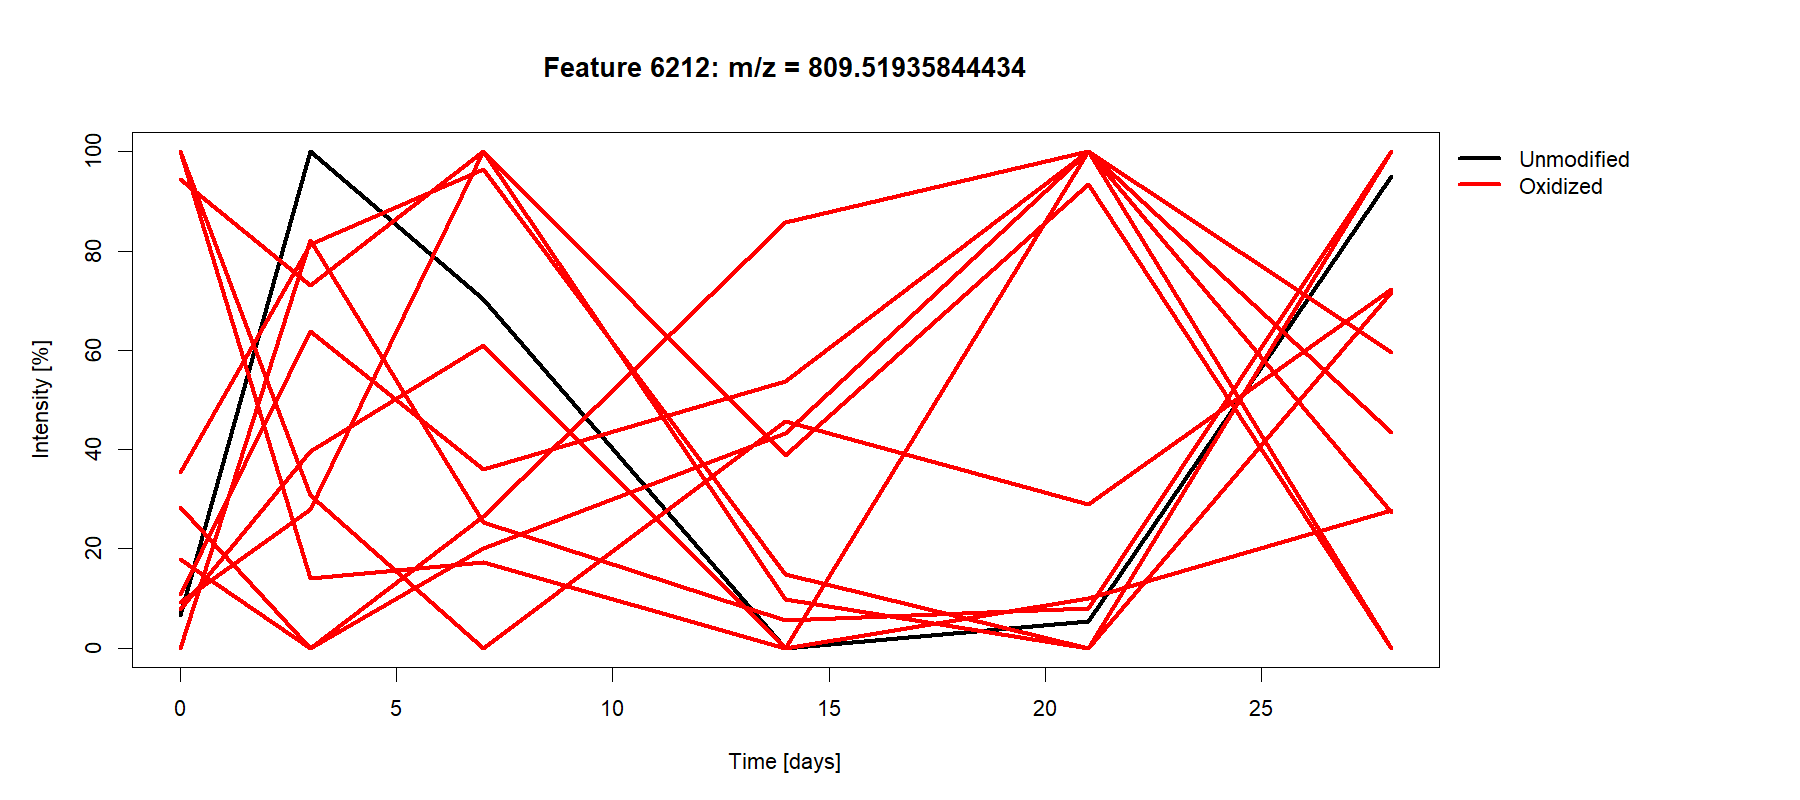 Feature 6212: m/z = 809.51935844434
Unmodified
Oxidized
Intensity [%]
100
80
60
40
20
0
0 5 10 15 20 25
Time [days]